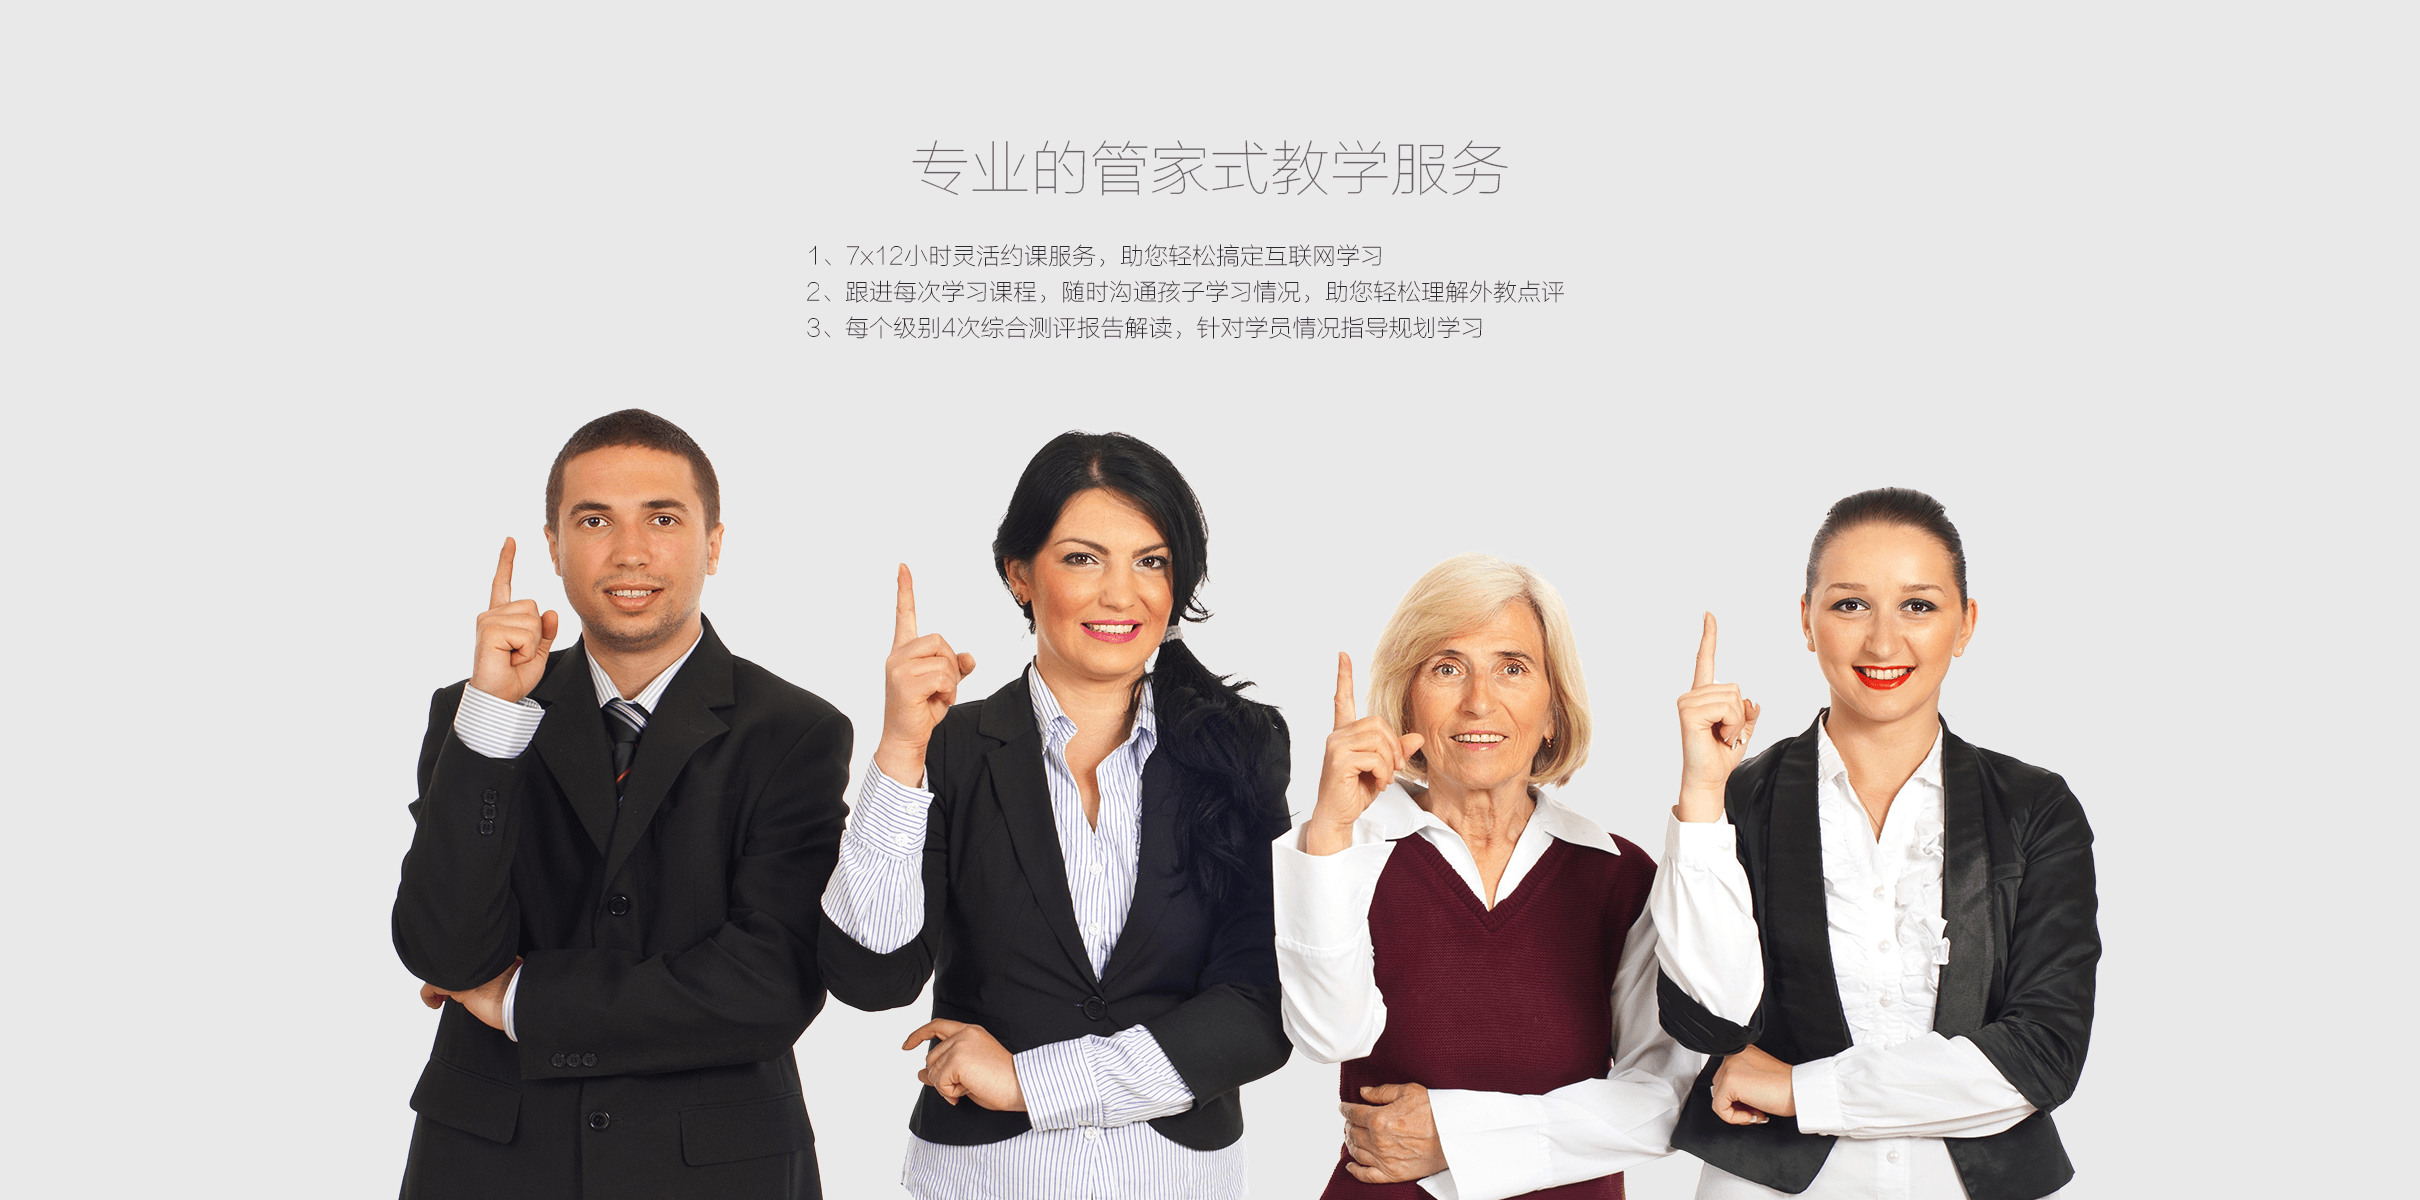 专业的管家式教学服务
1、7x12小时灵活约课服务，助您轻松搞定互联网学习
2、跟进每次学习课程，随时沟通孩子学习情况，助您轻松理解外教点评
3、每个级别4次综合测评报告解读，针对学员情况指导规划学习